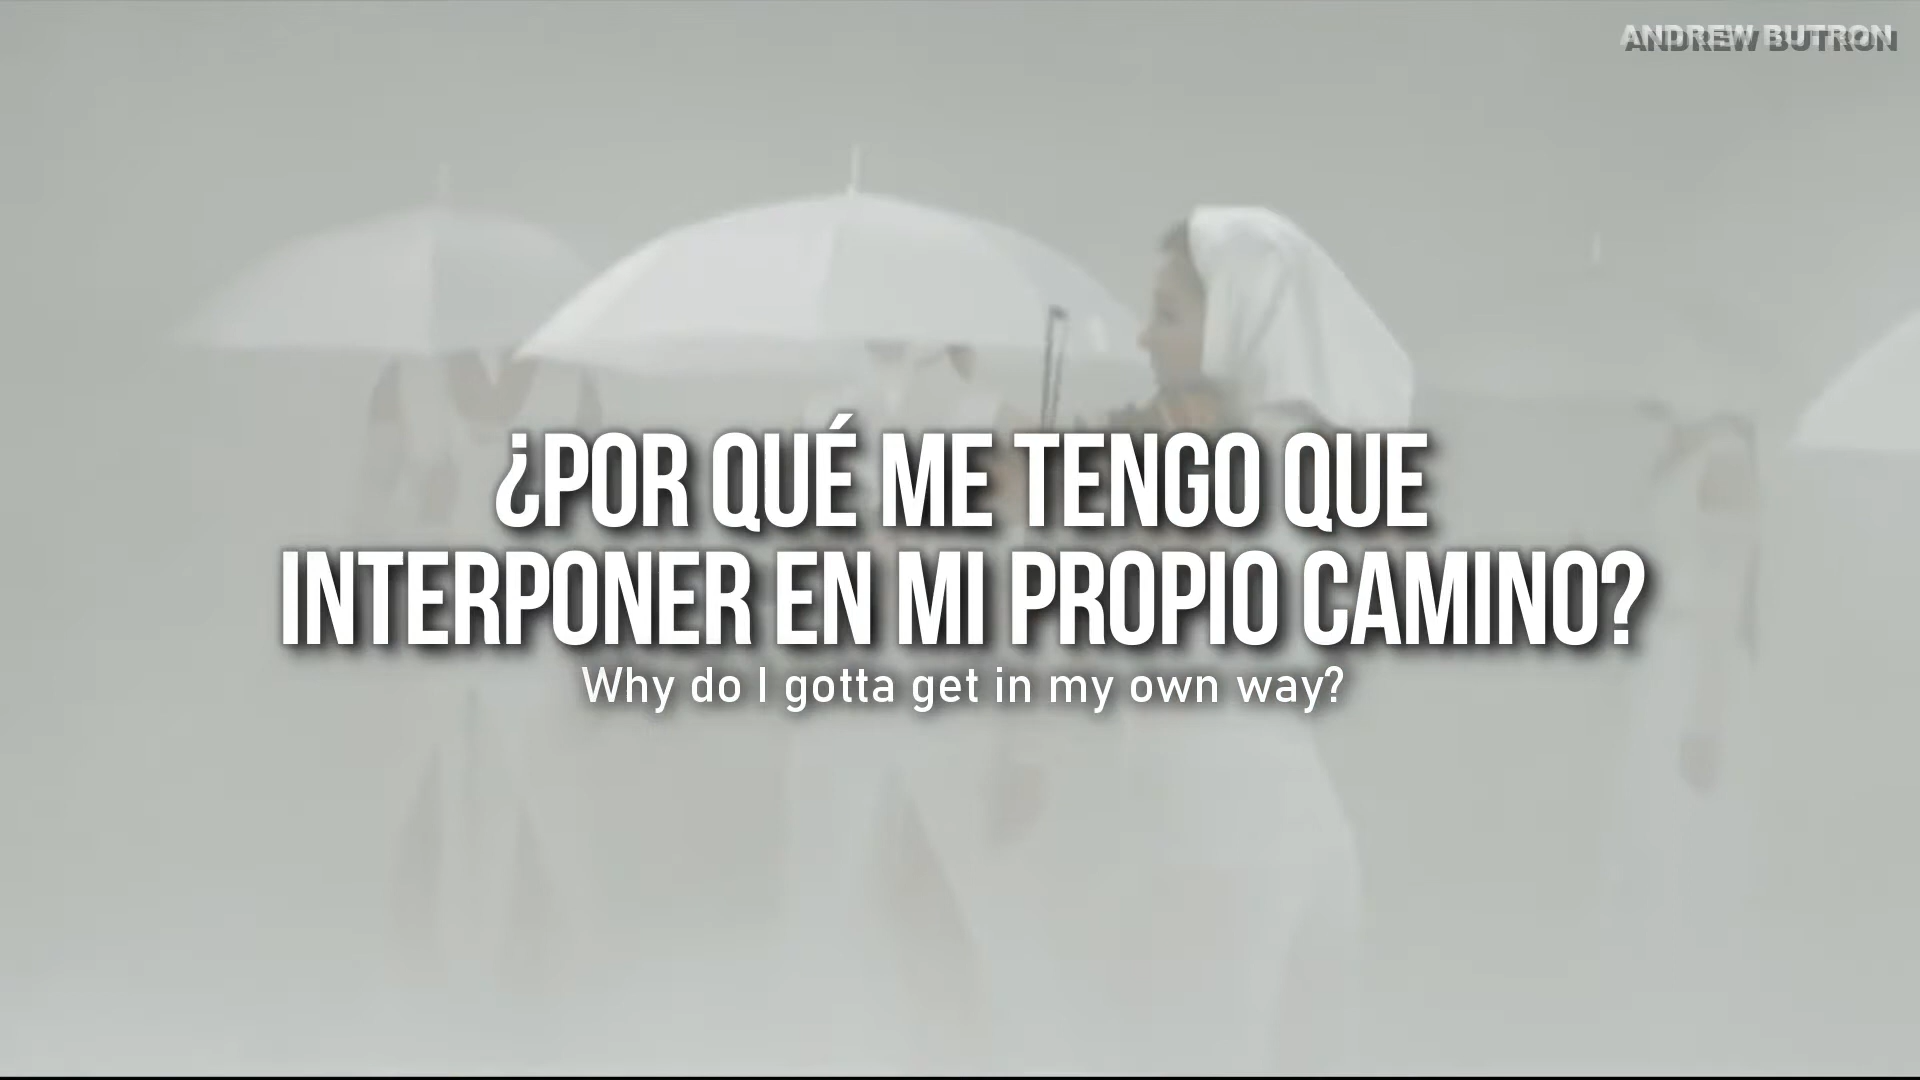 ANDREW BUTRON
¿POR QUÉ ME TENGO QUE
INTERPONER EN MI PROPIO CAMINO?
Why do I gotta get in my own way?